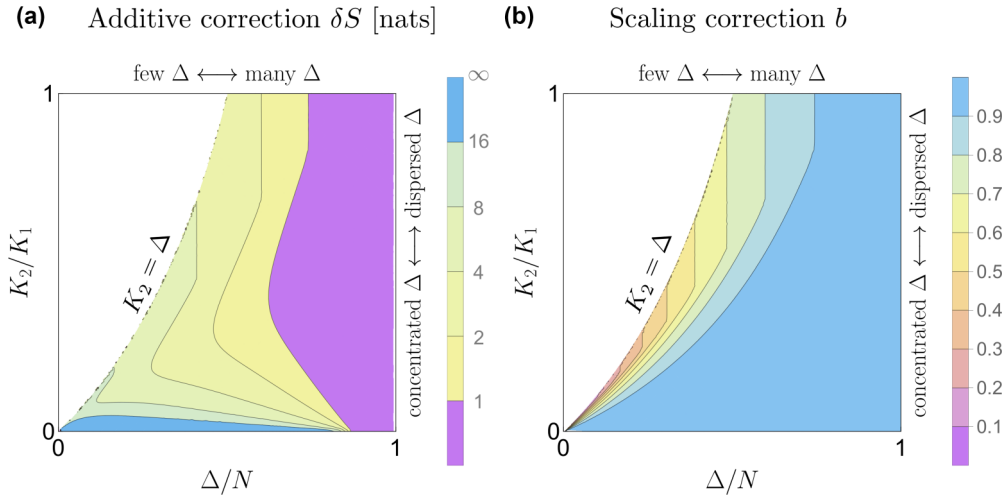 (a) Additive correction δS [nats]
few Δ ⟷ many Δ
1
K₂/K₁
0
K₂ = Δ
0
1
Δ/N
concentrated Δ ⟷ dispersed Δ
∞
16
8
4
2
1
(b) Scaling correction b
few Δ ⟷ many Δ
1
K₂/K₁
0
K₂ = Δ
0
1
Δ/N
concentrated Δ ⟷ dispersed Δ
0.9
0.8
0.7
0.6
0.5
0.4
0.3
0.2
0.1